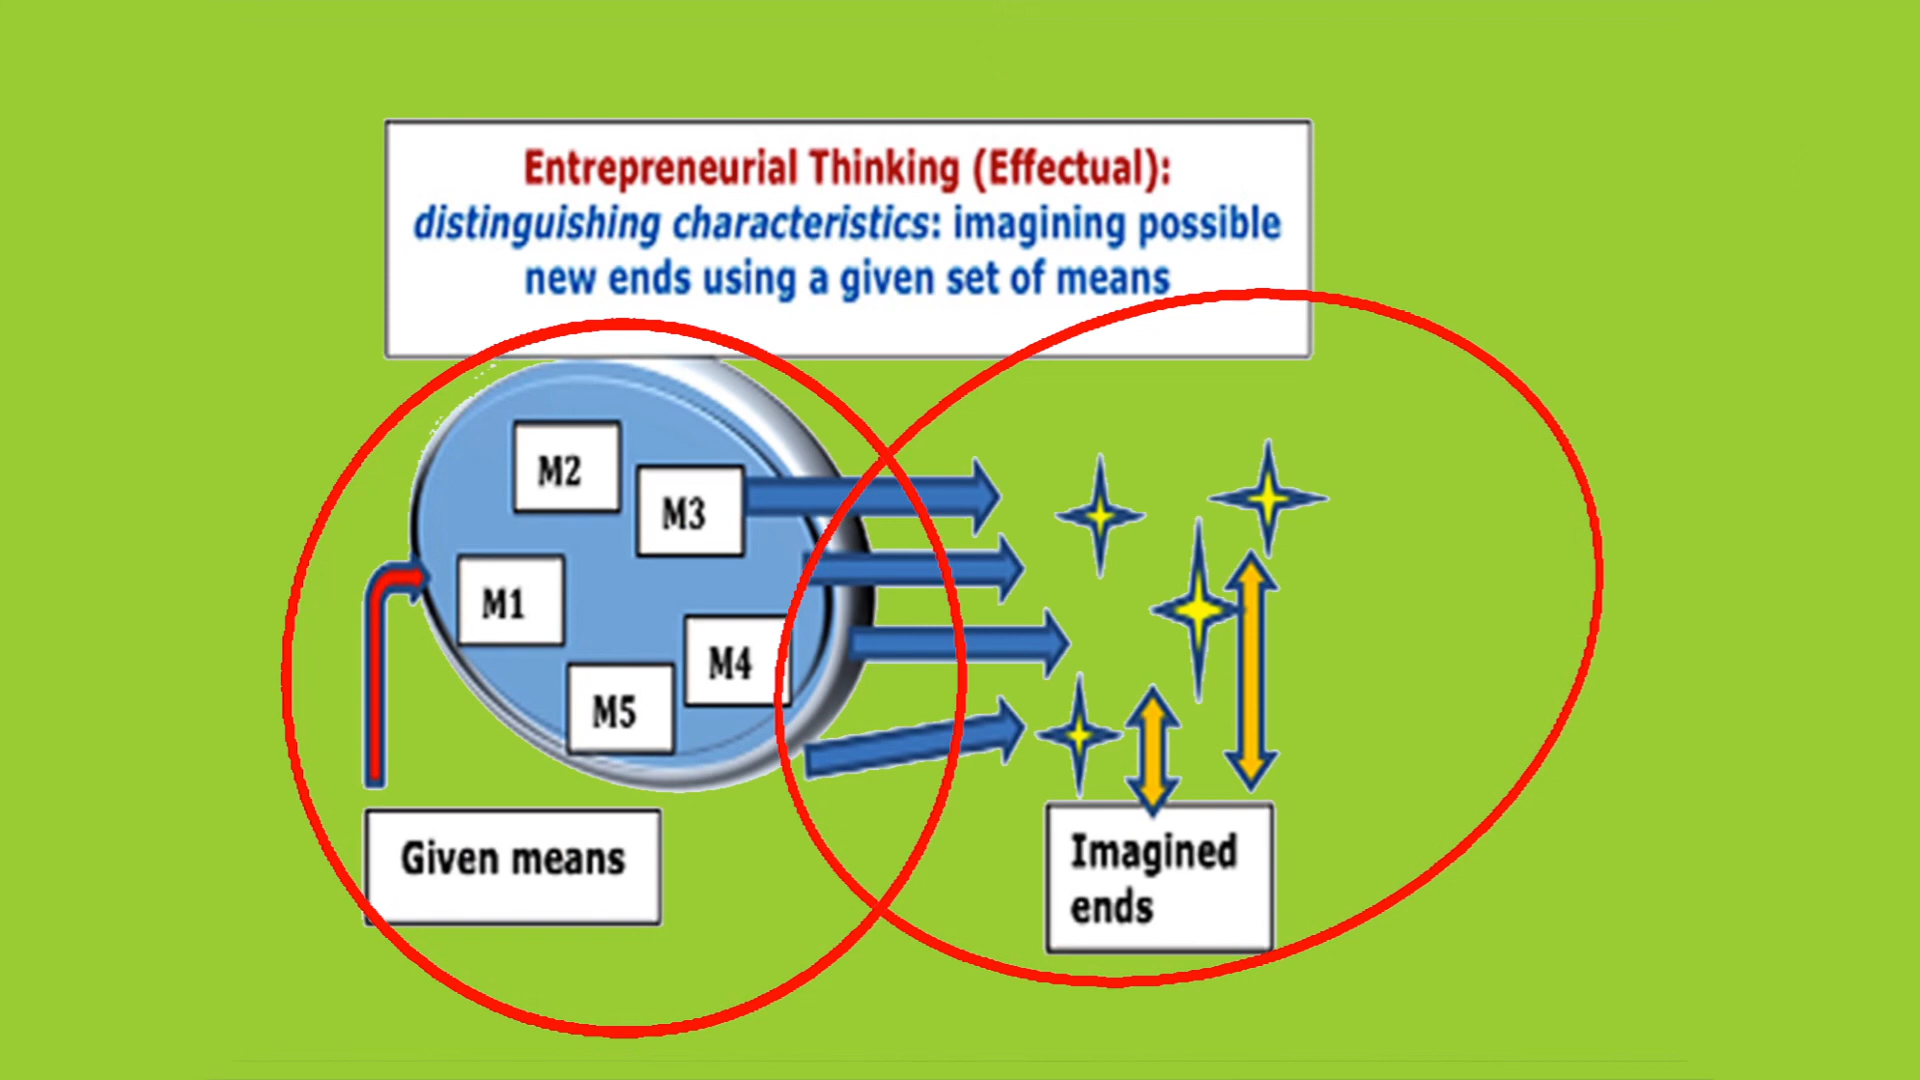 Entrepreneurial Thinking (Effectual):
distinguishing characteristics: imagining possible
new ends using a given set of means
M2
M3
M1
M4
M5
Given means
Imagined
ends